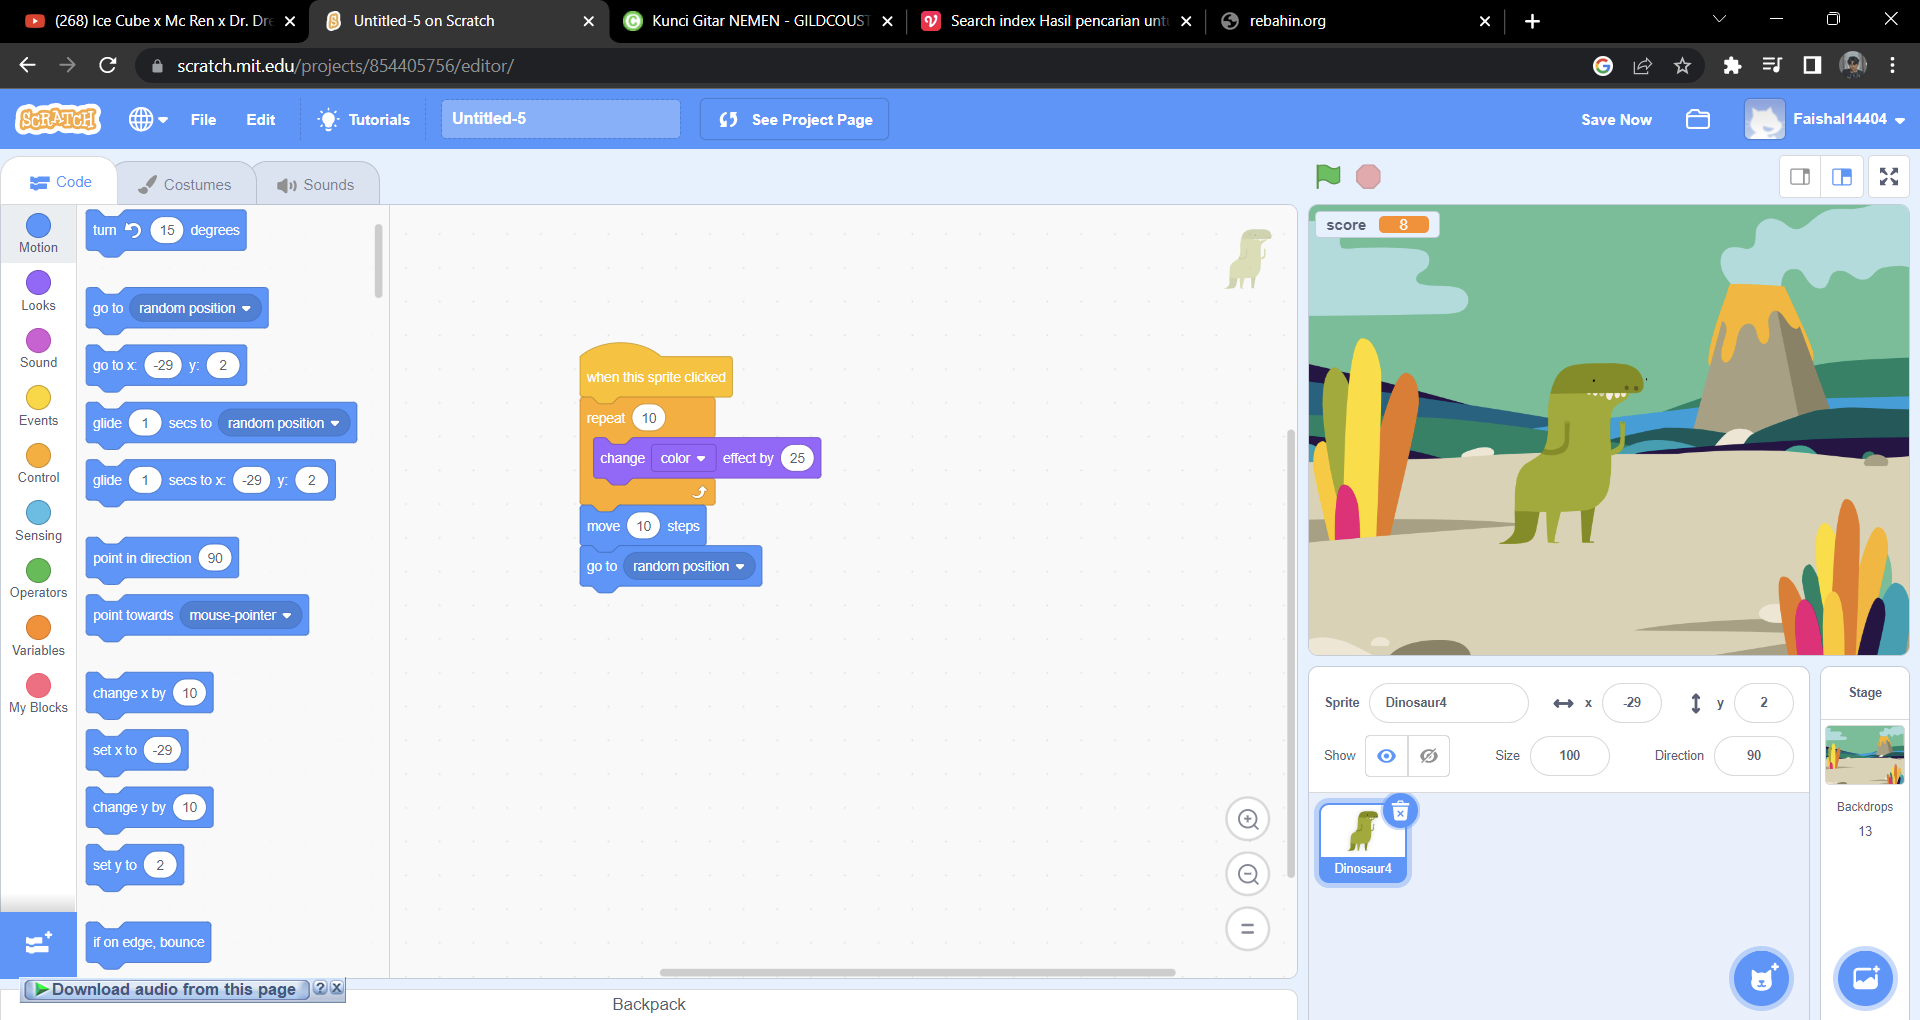 (268) Ice Cube x Mc Ren x Dr. Dre
Untitled-5 on Scratch
Kunci Gitar NEMEN - GILDCOUST
Search index Hasil pencarian untu
rebahin.org
scratch.mit.edu/projects/854405756/editor/
SCRATCH
File
Edit
Tutorials
Untitled-5
See Project Page
Save Now
Faishal14404
Code
Costumes
Sounds
Motion
Looks
Sound
Events
Control
Sensing
Operators
Variables
My Blocks
turn 15 degrees
go to random position
go to x: -29 y: 2
glide 1 secs to random position
glide 1 secs to x: -29 y: 2
point in direction 90
point towards mouse-pointer
change x by 10
set x to -29
change y by 10
set y to 2
if on edge, bounce
when this sprite clicked
repeat 10
change color effect by 25
move 10 steps
go to random position
score 8
Sprite Dinosaur4 x -29 y 2
Show Size 100 Direction 90
Dinosaur4
Stage
Backdrops
13
Download audio from this page ? x
Backpack